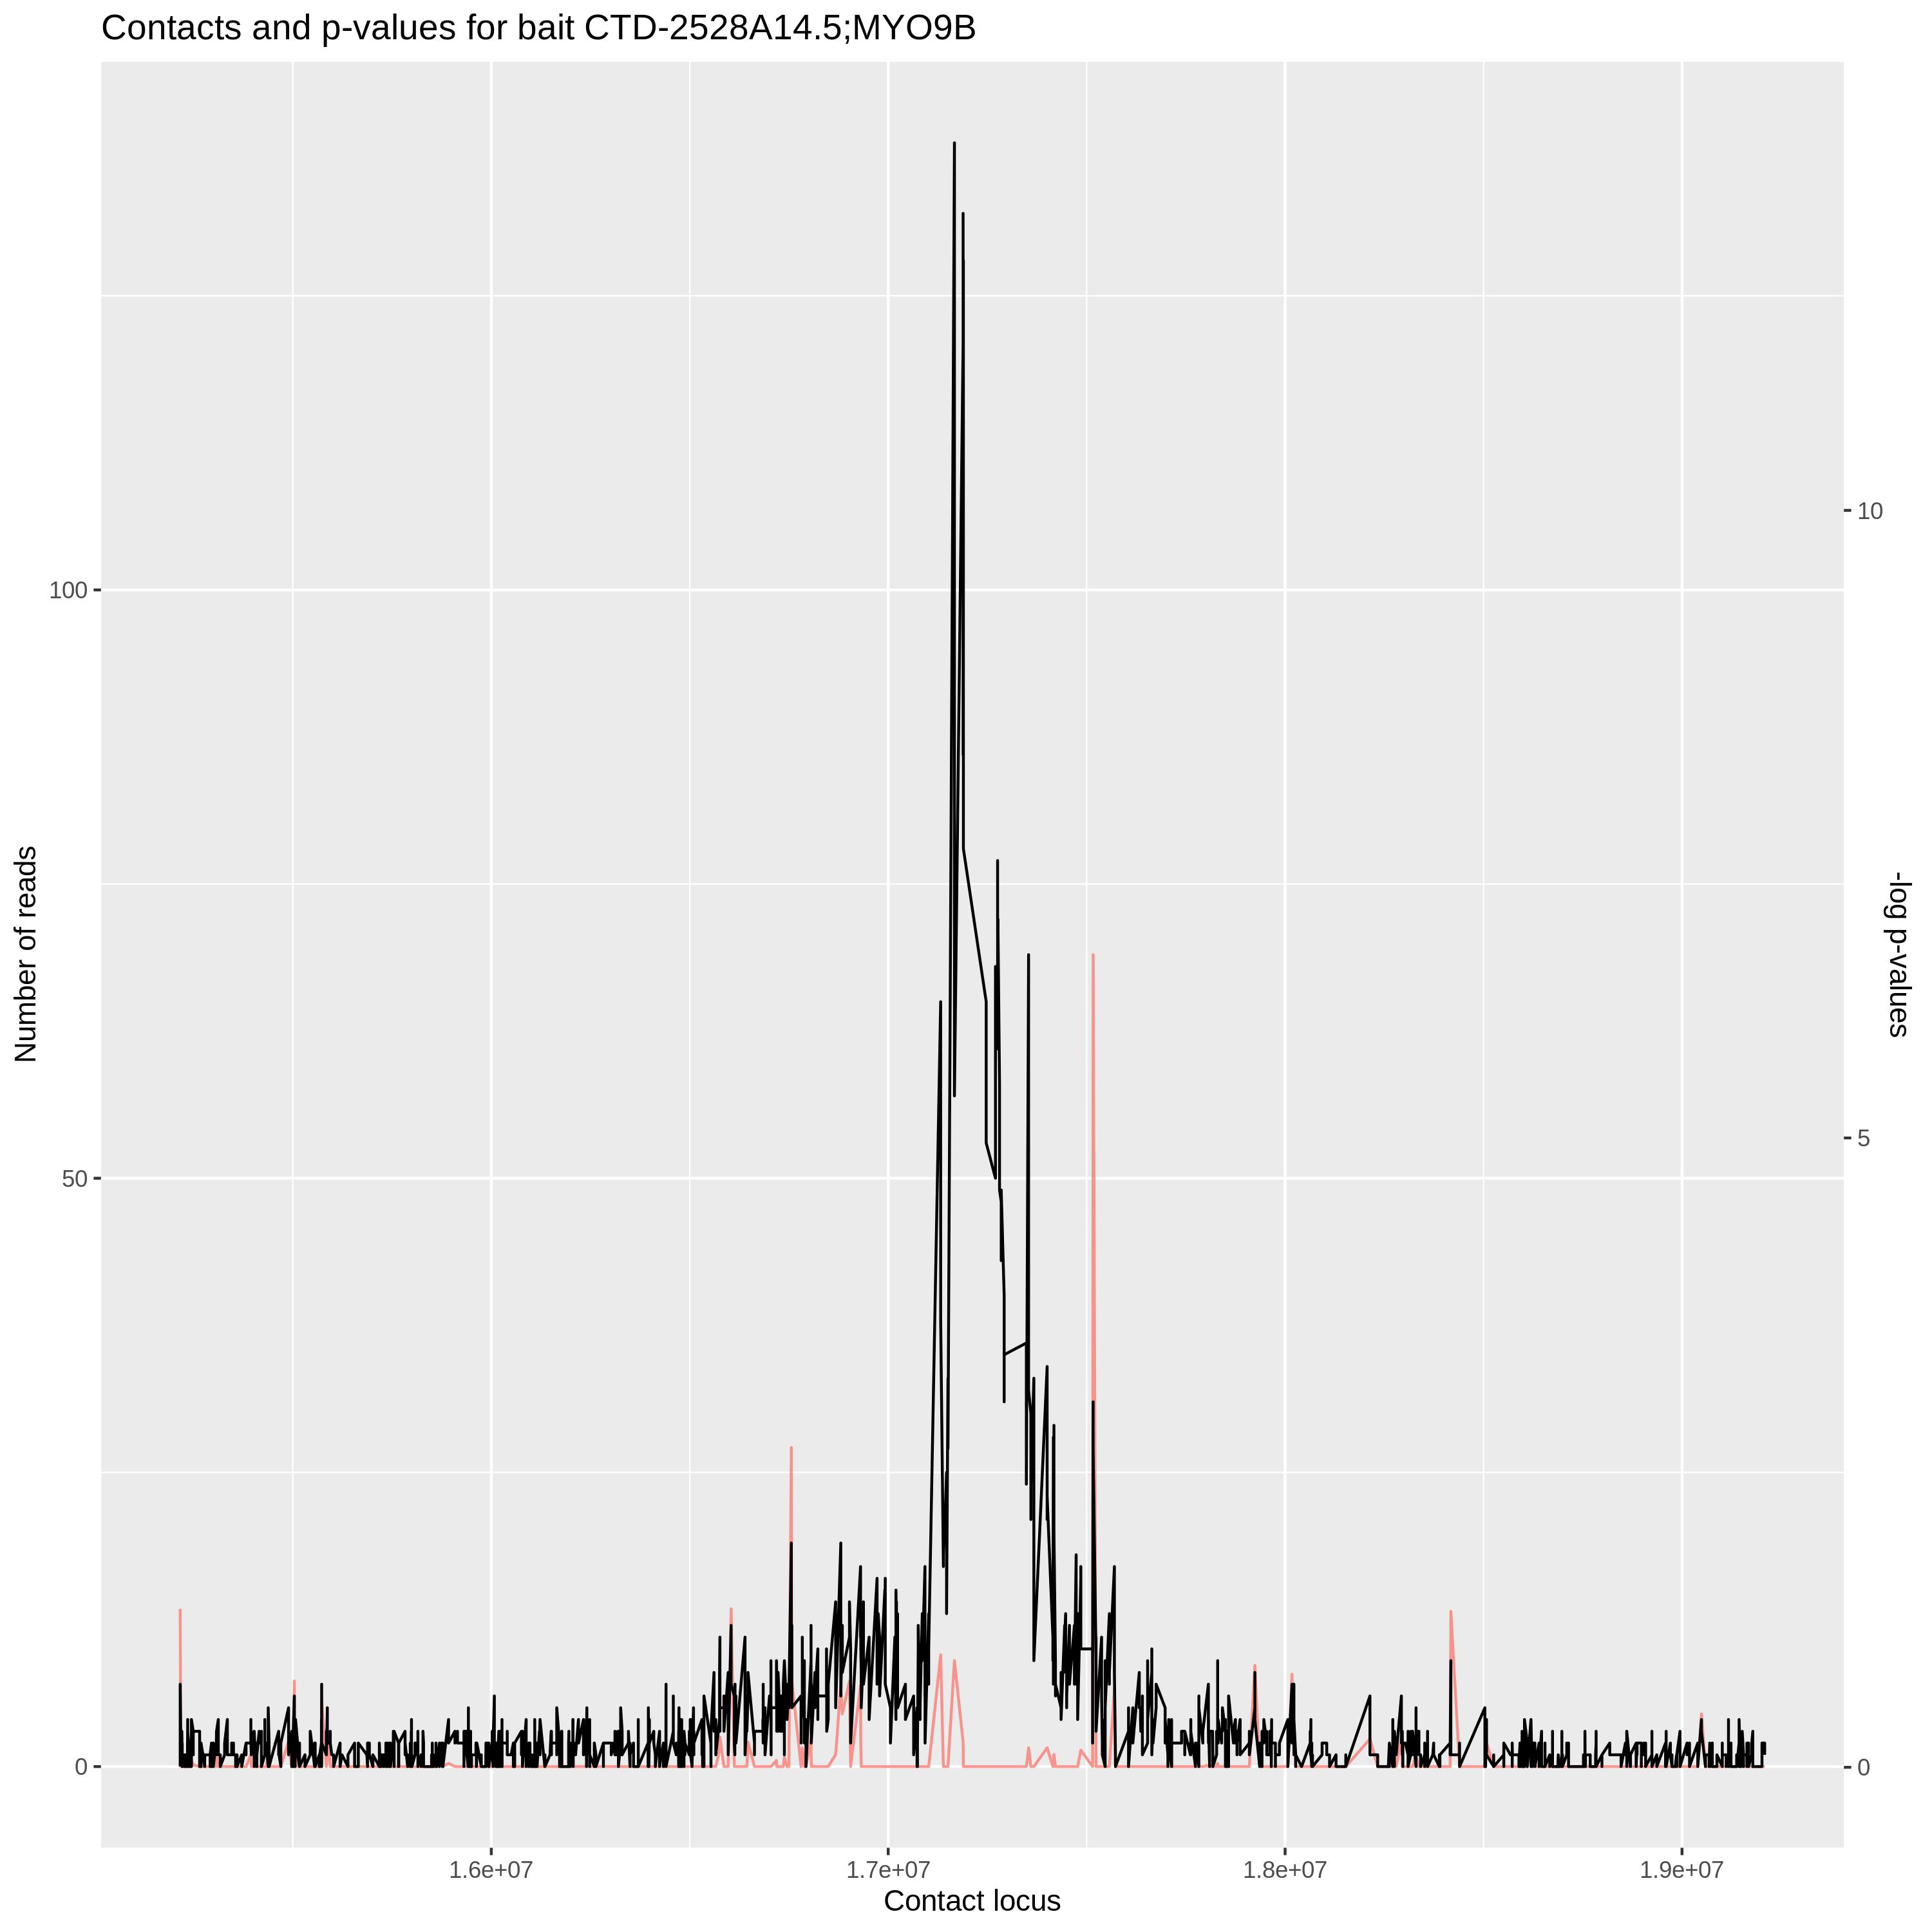 Contacts and p-values for bait CTD-2528A14.5;MYO9B
Number of reads
100
50
0
10
5
0
-log p-values
1.6e+07
1.7e+07
1.8e+07
1.9e+07
Contact locus